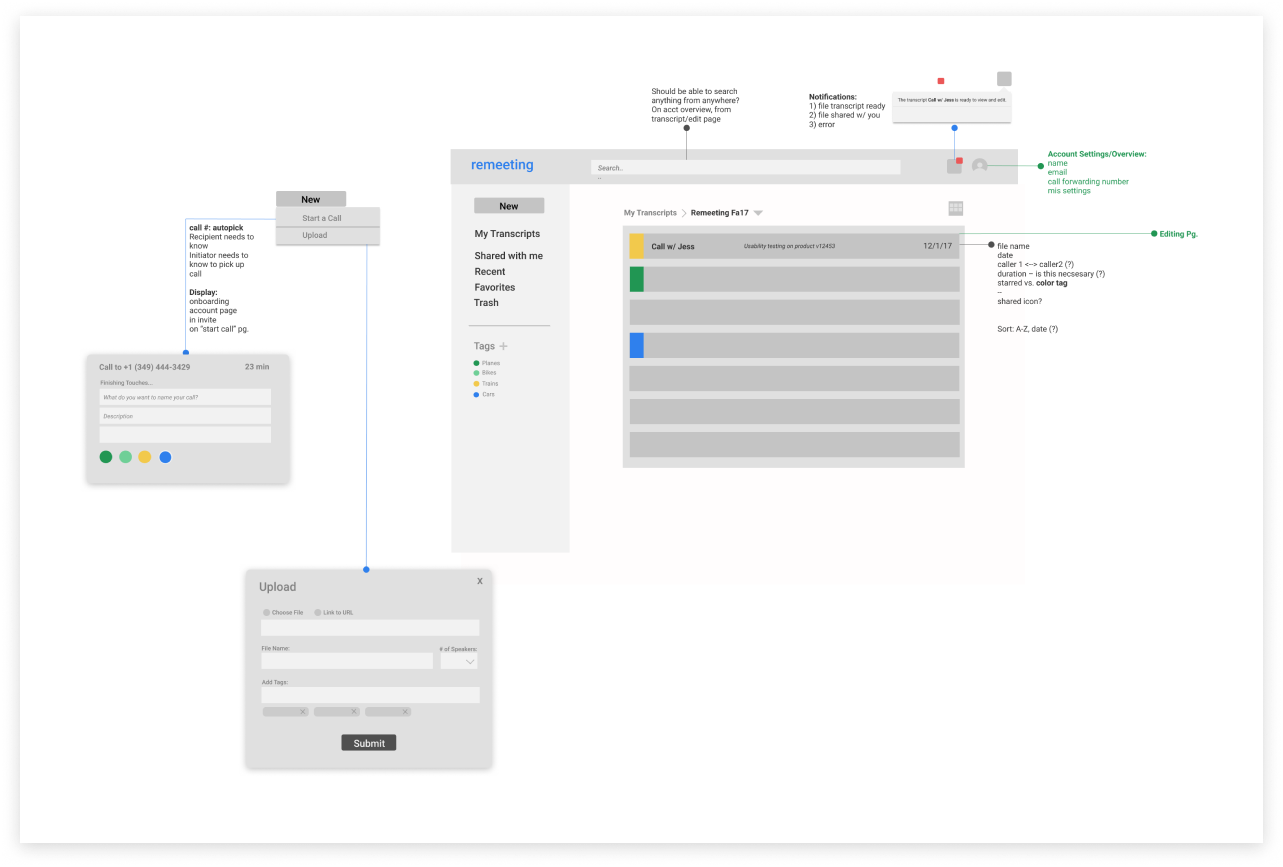 Should be able to search
anything from anywhere?
On acct overview, from
transcript/edit page
Notifications:
1) file transcript ready
2) file shared w/ you
3) error
The transcript Call w/ Jess is ready to view and edit.
remeeting
Search..
..
Account Settings/Overview:
name
email
call forwarding number
mis settings
New
Start a Call
Upload
call #: autopick
Recipient needs to
know
Initiator needs to
know to pick up
call
Display:
onboarding
account page
in invite
on "start call" pg.
New
My Transcripts
Shared with me
Recent
Favorites
Trash
Tags +
Planes
Bikes
Trains
Cars
My Transcripts > Remeeting Fa17
Call w/ Jess Usability testing on product v12453 12/1/17
Editing Pg.
file name
date
caller 1 <--> caller2 (?)
duration – is this necsesary (?)
starred vs. color tag
--
shared icon?
Sort: A-Z, date (?)
Call to +1 (349) 444-3429 23 min
Finishing Touches...
What do you want to name your call?
Description
Upload X
Choose File Link to URL
File Name: # of Speakers:
Add Tags:
X X X
Submit